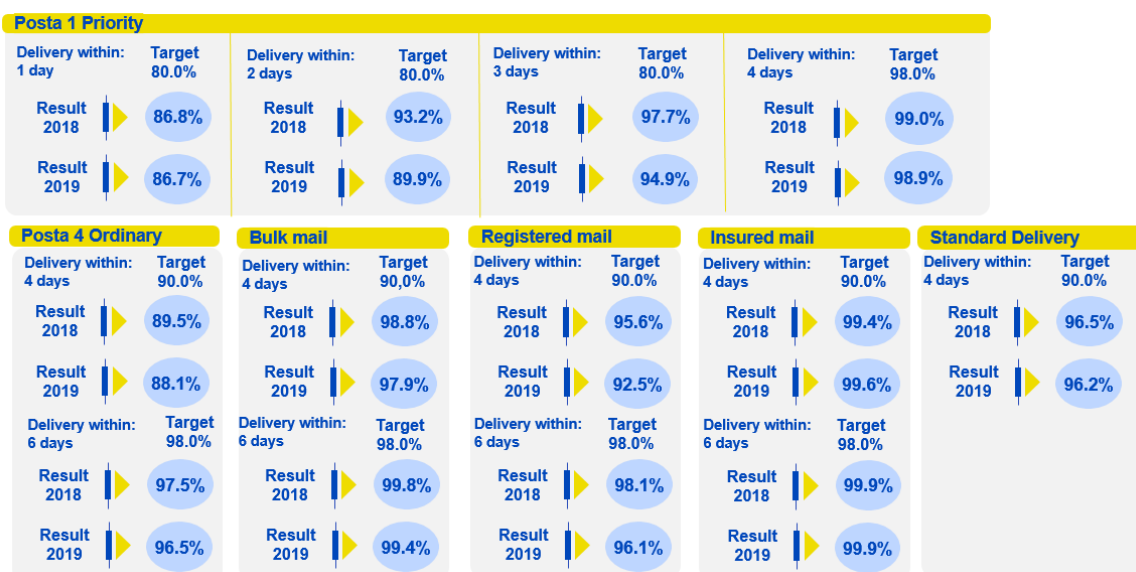 Posta 1 Priority
Delivery within:
1 day
Target
80.0%
Result
2018
86.8%
Result
2019
86.7%
Delivery within:
2 days
Target
80.0%
Result
2018
93.2%
Result
2019
89.9%
Delivery within:
3 days
Target
80.0%
Result
2018
97.7%
Result
2019
94.9%
Delivery within:
4 days
Target
98.0%
Result
2018
99.0%
Result
2019
98.9%
Posta 4 Ordinary
Delivery within:
4 days
Target
90.0%
Result
2018
89.5%
Result
2019
88.1%
Delivery within:
6 days
Target
98.0%
Result
2018
97.5%
Result
2019
96.5%
Bulk mail
Delivery within:
4 days
Target
90,0%
Result
2018
98.8%
Result
2019
97.9%
Delivery within:
6 days
Target
98.0%
Result
2018
99.8%
Result
2019
99.4%
Registered mail
Delivery within:
4 days
Target
90.0%
Result
2018
95.6%
Result
2019
92.5%
Delivery within:
6 days
Target
98.0%
Result
2018
98.1%
Result
2019
96.1%
Insured mail
Delivery within:
4 days
Target
90.0%
Result
2018
99.4%
Result
2019
99.6%
Delivery within:
6 days
Target
98.0%
Result
2018
99.9%
Result
2019
99.9%
Standard Delivery
Delivery within:
4 days
Target
90.0%
Result
2018
96.5%
Result
2019
96.2%